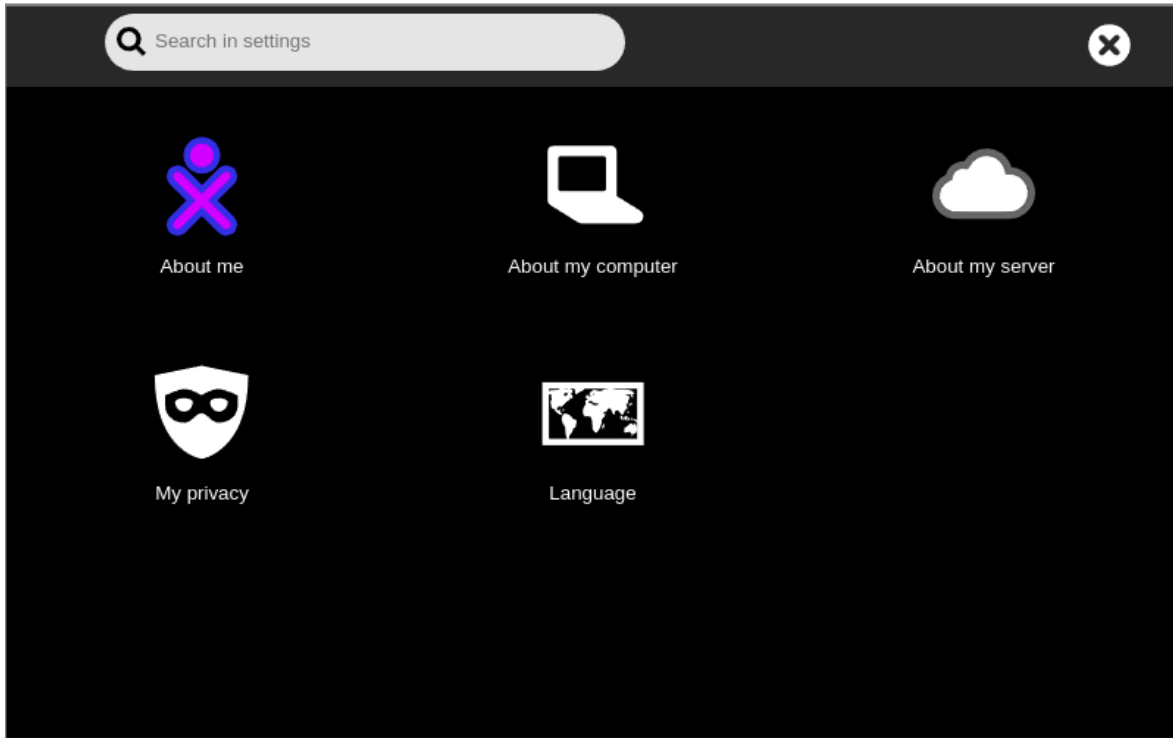 Search in settings
About me
About my computer
About my server
My privacy
Language